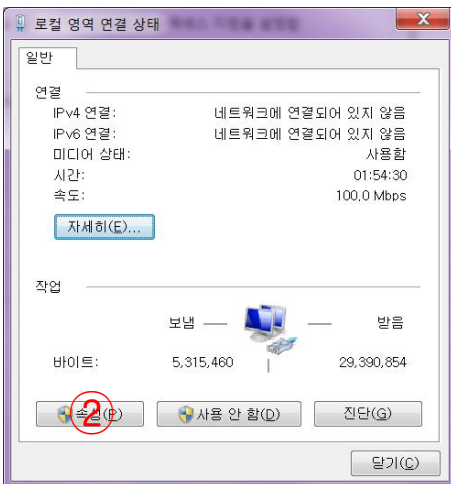 로컬 영역 연결 상태
일반
연결
IPv4 연결: 네트워크에 연결되어 있지 않음
IPv6 연결: 네트워크에 연결되어 있지 않음
미디어 상태: 사용함
시간: 01:54:30
속도: 100.0 Mbps
자세히(E)...
작업
보냄 — — 받음
바이트: 5,315,460 | 29,390,854
② 속성(P) 사용 안 함(D) 진단(G)
닫기(C)